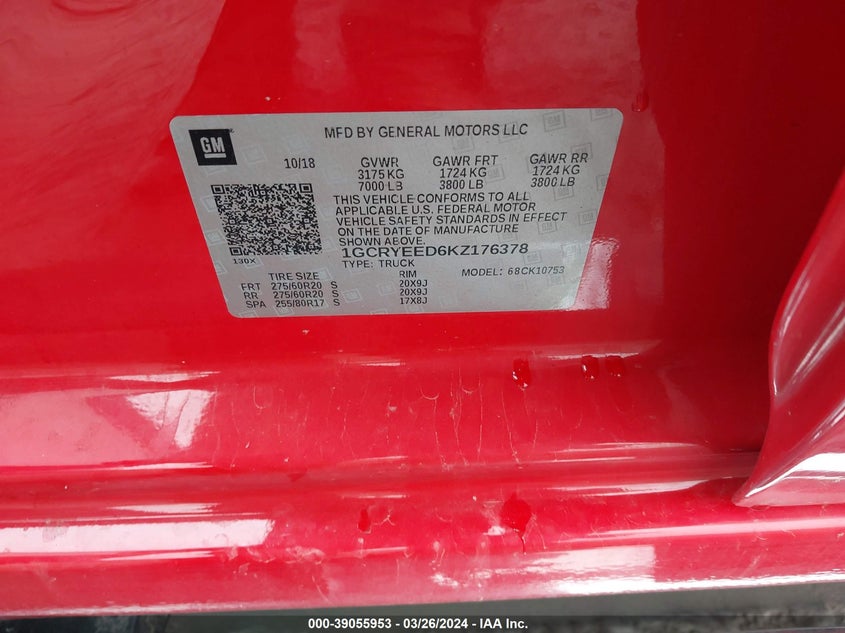 GM
MFD BY GENERAL MOTORS LLC
10/18 GVWR GAWR FRT GAWR RR
3175 KG 1724 KG 1724 KG
7000 LB 3800 LB 3800 LB
THIS VEHICLE CONFORMS TO ALL
APPLICABLE U.S. FEDERAL MOTOR
VEHICLE SAFETY STANDARDS IN EFFECT
ON THE DATE OF MANUFACTURE
SHOWN ABOVE.
130X
1GCRYEED6KZ176378
TYPE: TRUCK MODEL: 68CK10753
TIRE SIZE RIM
FRT 275/60R20 S 20X9J
RR 275/60R20 S 20X9J
SPA 255/80R17 S 17X8J
000-39055953 — 03/26/2024 — IAA Inc.